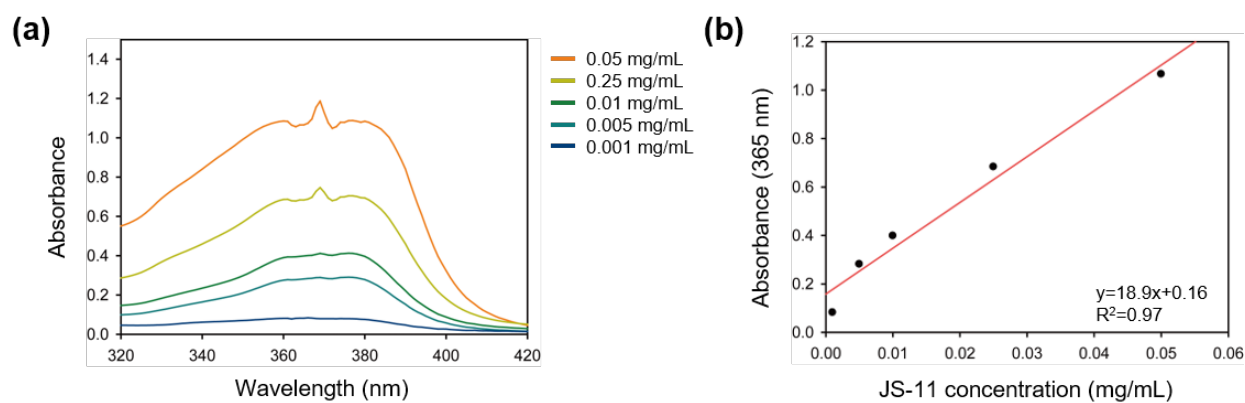 (a)
Absorbance
1.4
1.2
1.0
0.8
0.6
0.4
0.2
0.0
320
340
360
380
400
420
Wavelength (nm)
0.05 mg/mL
0.25 mg/mL
0.01 mg/mL
0.005 mg/mL
0.001 mg/mL
(b)
Absorbance (365 nm)
1.2
1.0
0.8
0.6
0.4
0.2
0.0
0.00
0.01
0.02
0.03
0.04
0.05
0.06
y=18.9x+0.16
R²=0.97
JS-11 concentration (mg/mL)